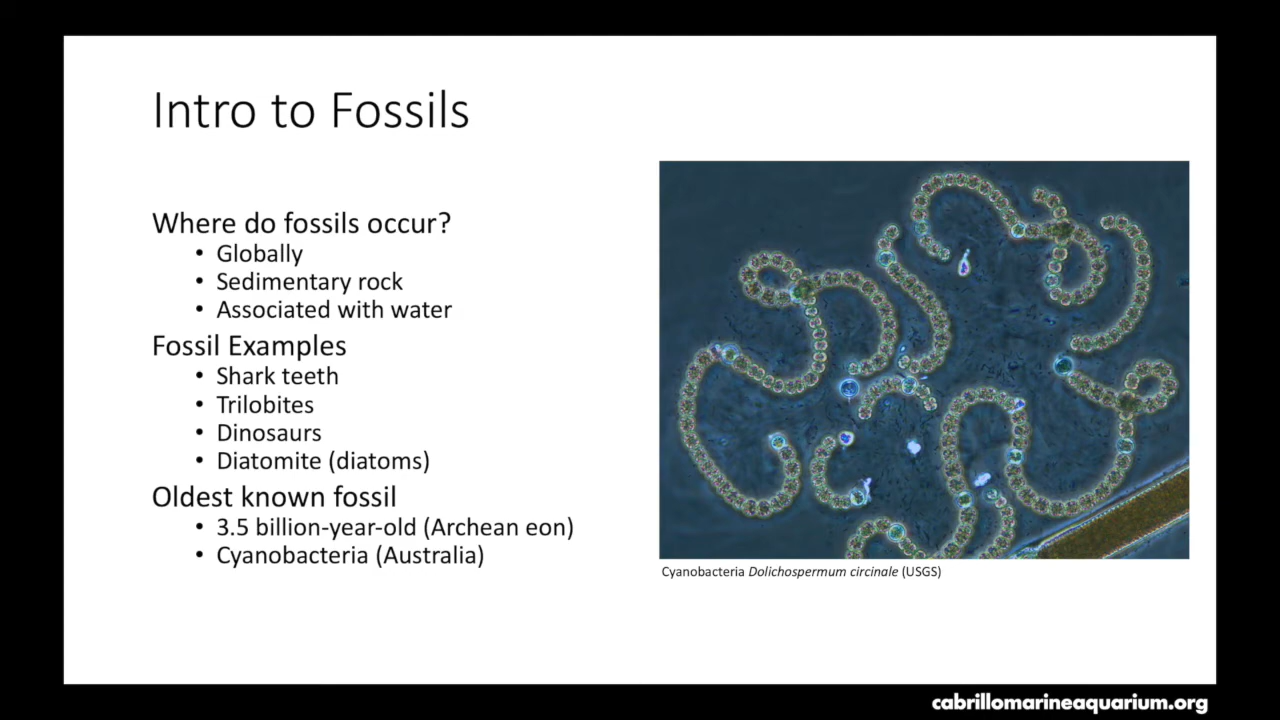 Intro to Fossils
Where do fossils occur?
• Globally
• Sedimentary rock
• Associated with water
Fossil Examples
• Shark teeth
• Trilobites
• Dinosaurs
• Diatomite (diatoms)
Oldest known fossil
• 3.5 billion-year-old (Archean eon)
• Cyanobacteria (Australia)
Cyanobacteria Dolichospermum circinale (USGS)
cabrillomarineaquarium.org